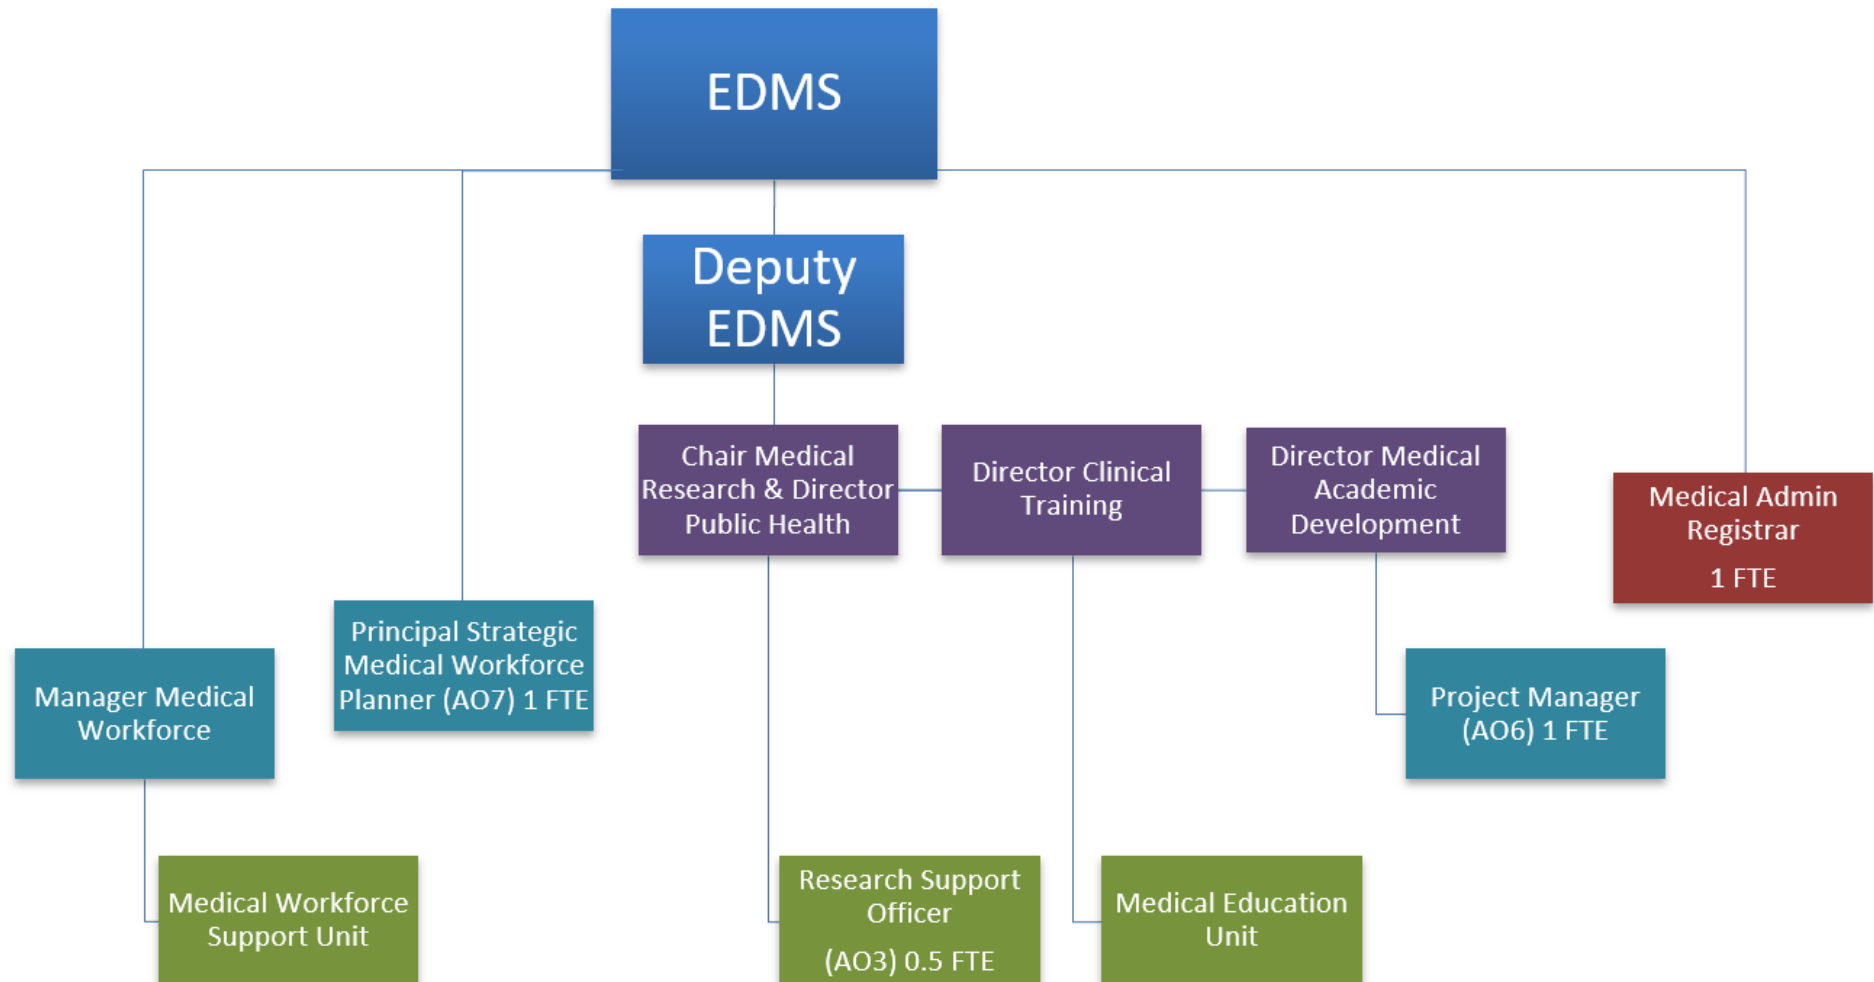 EDMS
Deputy
EDMS
Chair Medical
Research & Director
Public Health
Director Clinical
Training
Director Medical
Academic
Development
Medical Admin
Registrar
1 FTE
Principal Strategic
Medical Workforce
Planner (AO7) 1 FTE
Manager Medical
Workforce
Project Manager
(AO6) 1 FTE
Medical Workforce
Support Unit
Research Support
Officer
(AO3) 0.5 FTE
Medical Education
Unit